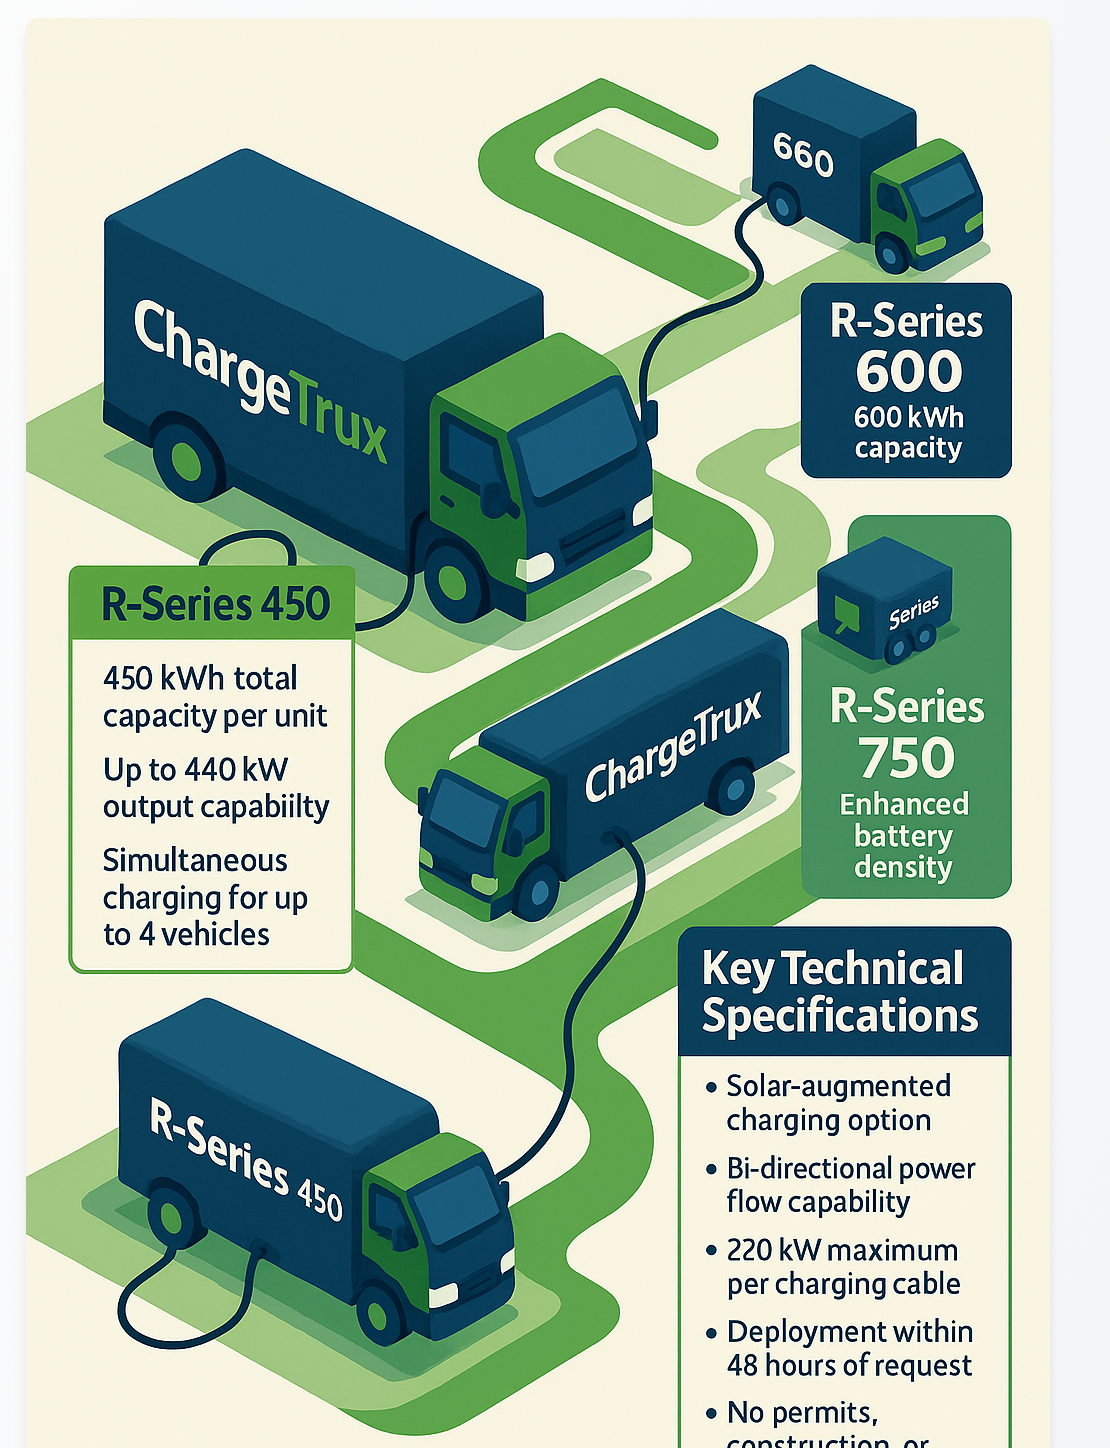 660
ChargeTrux
R-Series
600
600 kWh
capacity
R-Series 450
450 kWh total
capacity per unit
Up to 440 kW
output capabiilty
Simultaneous
charging for up
to 4 vehicles
Series
R-Series
750
Enhanced
battery
density
ChargeTrux
R-Series 450
Key Technical
Specifications
• Solar-augmented
charging option
• Bi-directional power
flow capability
• 220 kW maximum
per charging cable
• Deployment within
48 hours of request
• No permits,
construction, or